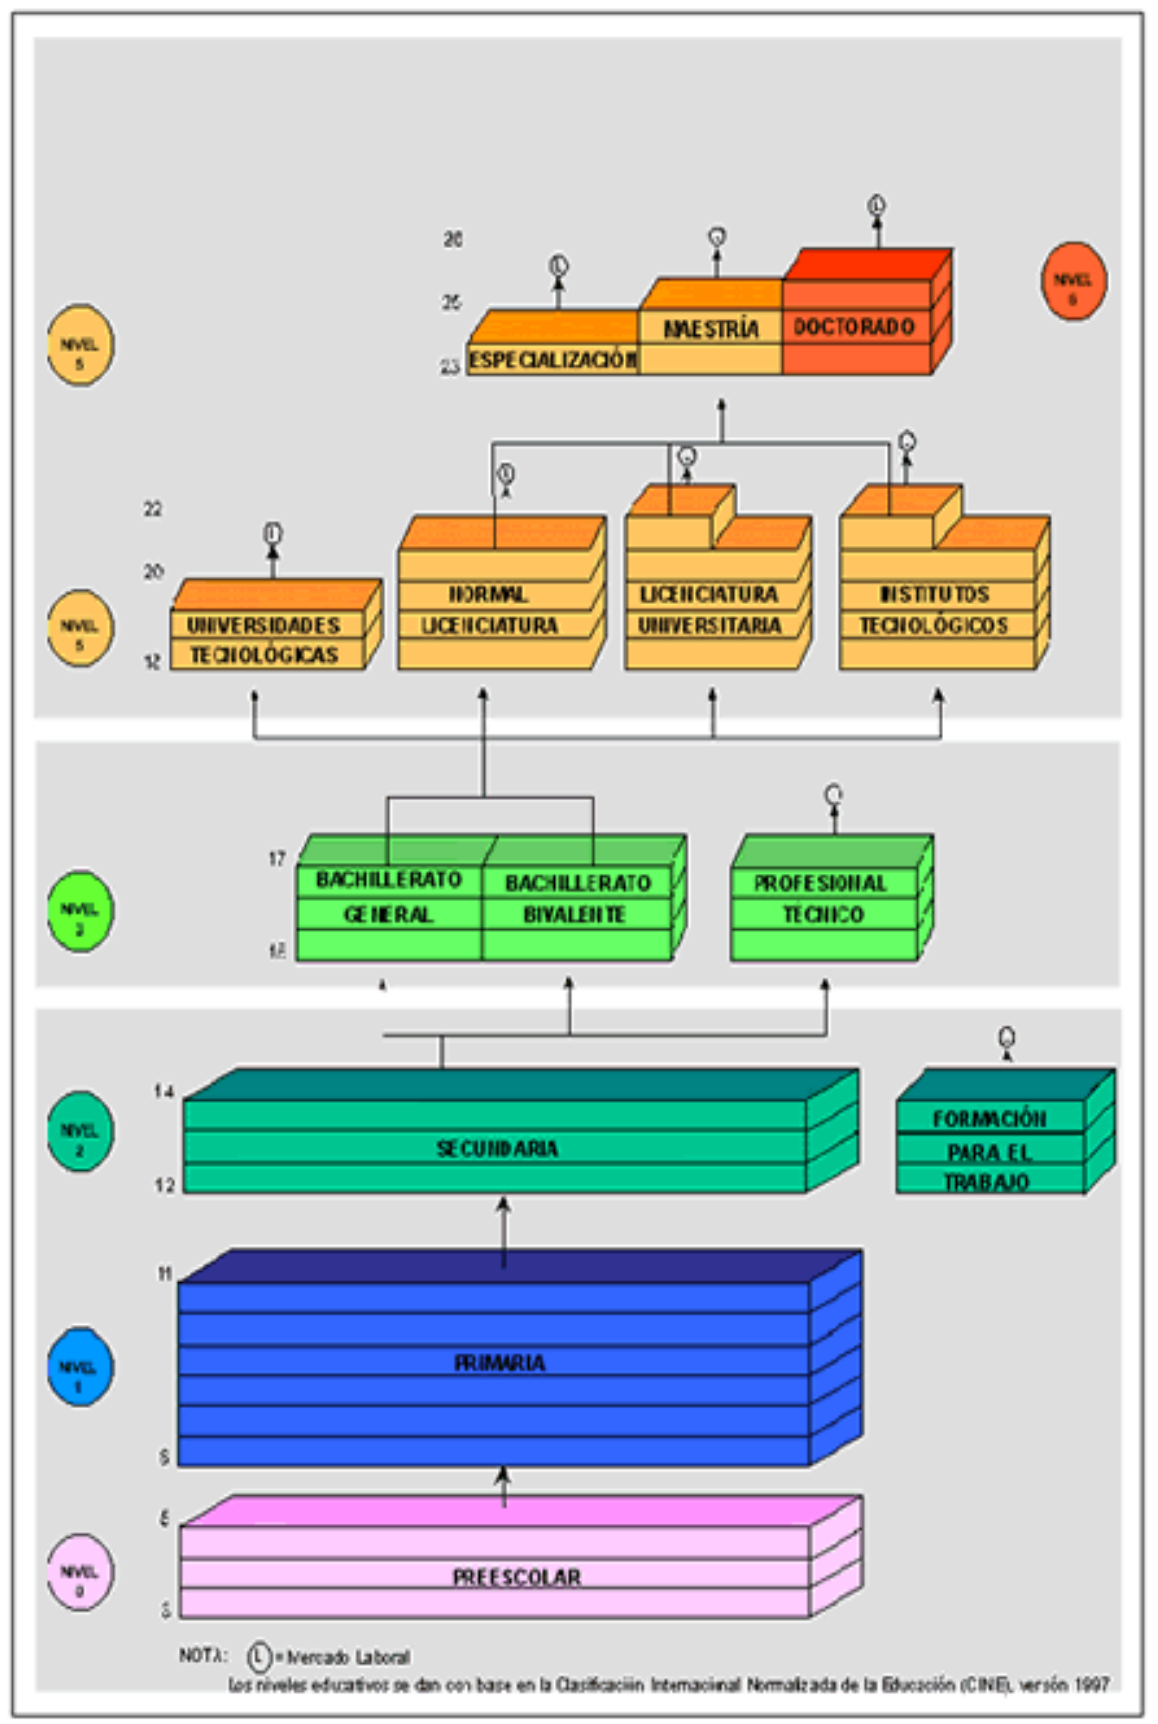 26
25
23
NIVEL
6
NIVEL
5
ESPECIALIZACIÓN
MAESTRÍA
DOCTORADO
22
20
18
NIVEL
5
UNIVERSIDADES
TECNOLÓGICAS
NORMAL
LICENCIATURA
LICENCIATURA
UNIVERSITARIA
INSTITUTOS
TECNOLÓGICOS
17
NIVEL
3
BACHILLERATO
GENERAL
BACHILLERATO
BIVALENTE
PROFESIONAL
TÉCNICO
14
12
NIVEL
2
SECUNDARIA
FORMACIÓN
PARA EL
TRABAJO
11
6
NIVEL
1
PRIMARIA
5
NIVEL
0
PREESCOLAR
NOTA: L = Mercado Laboral
Los niveles educativos se dan con base en la Clasificación Internacional Normalizada de la Educación (CINE), versón 1997